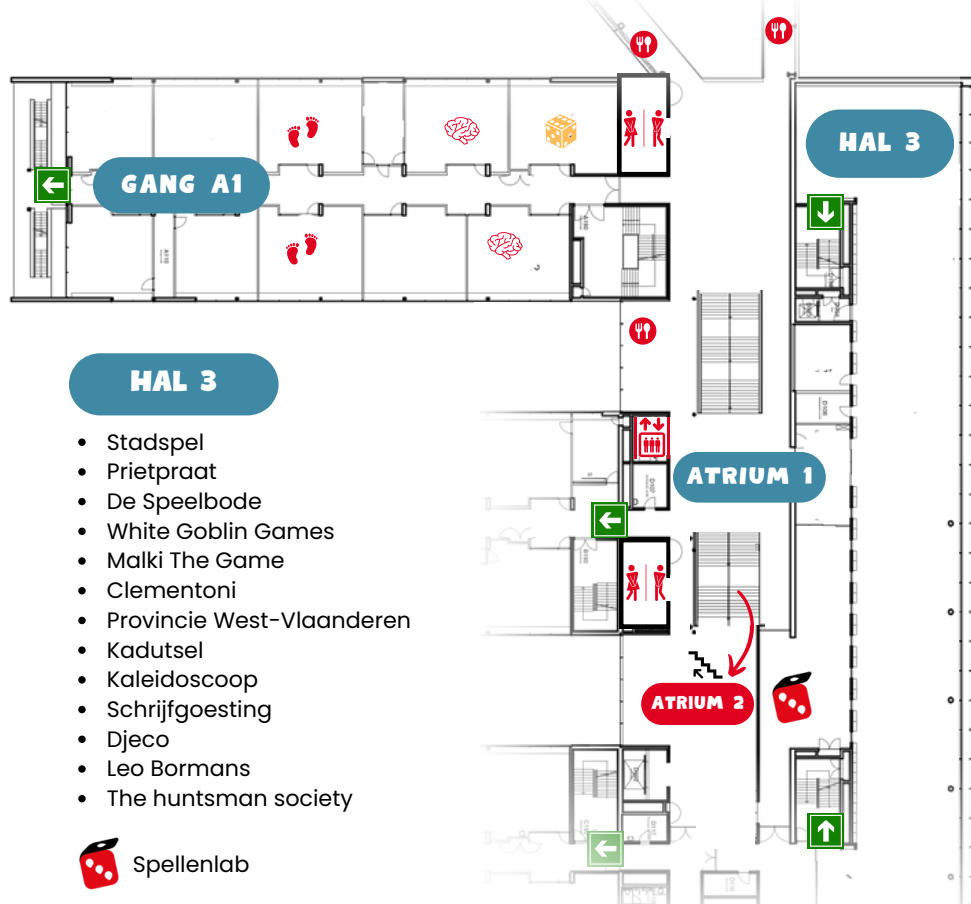 HAL 3
GANG A1
HAL 3
Stadspel
Prietpraat
De Speelbode
White Goblin Games
Malki The Game
Clementoni
Provincie West-Vlaanderen
Kadutsel
Kaleidoscoop
Schrijfgoesting
Djeco
Leo Bormans
The huntsman society
Spellenlab
ATRIUM 1
ATRIUM 2